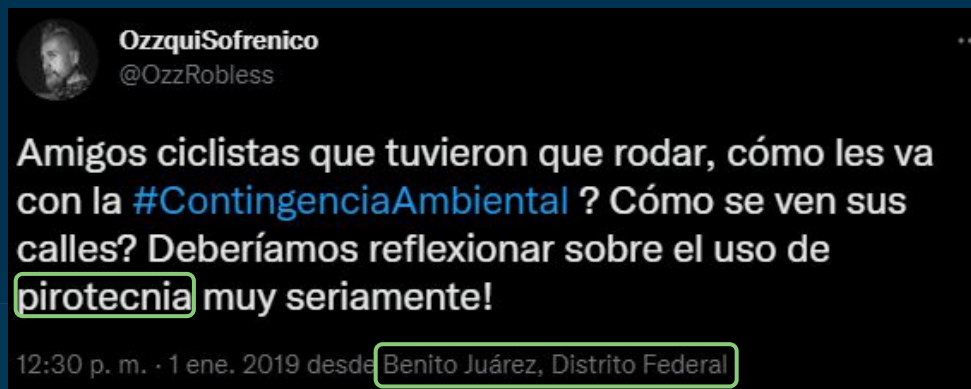 OzzquiSofrenico
@OzzRobless
Amigos ciclistas que tuvieron que rodar, cómo les va
con la #ContingenciaAmbiental ? Cómo se ven sus
calles? Deberíamos reflexionar sobre el uso de
pirotecnia muy seriamente!
12:30 p. m. · 1 ene. 2019 desde Benito Juárez, Distrito Federal